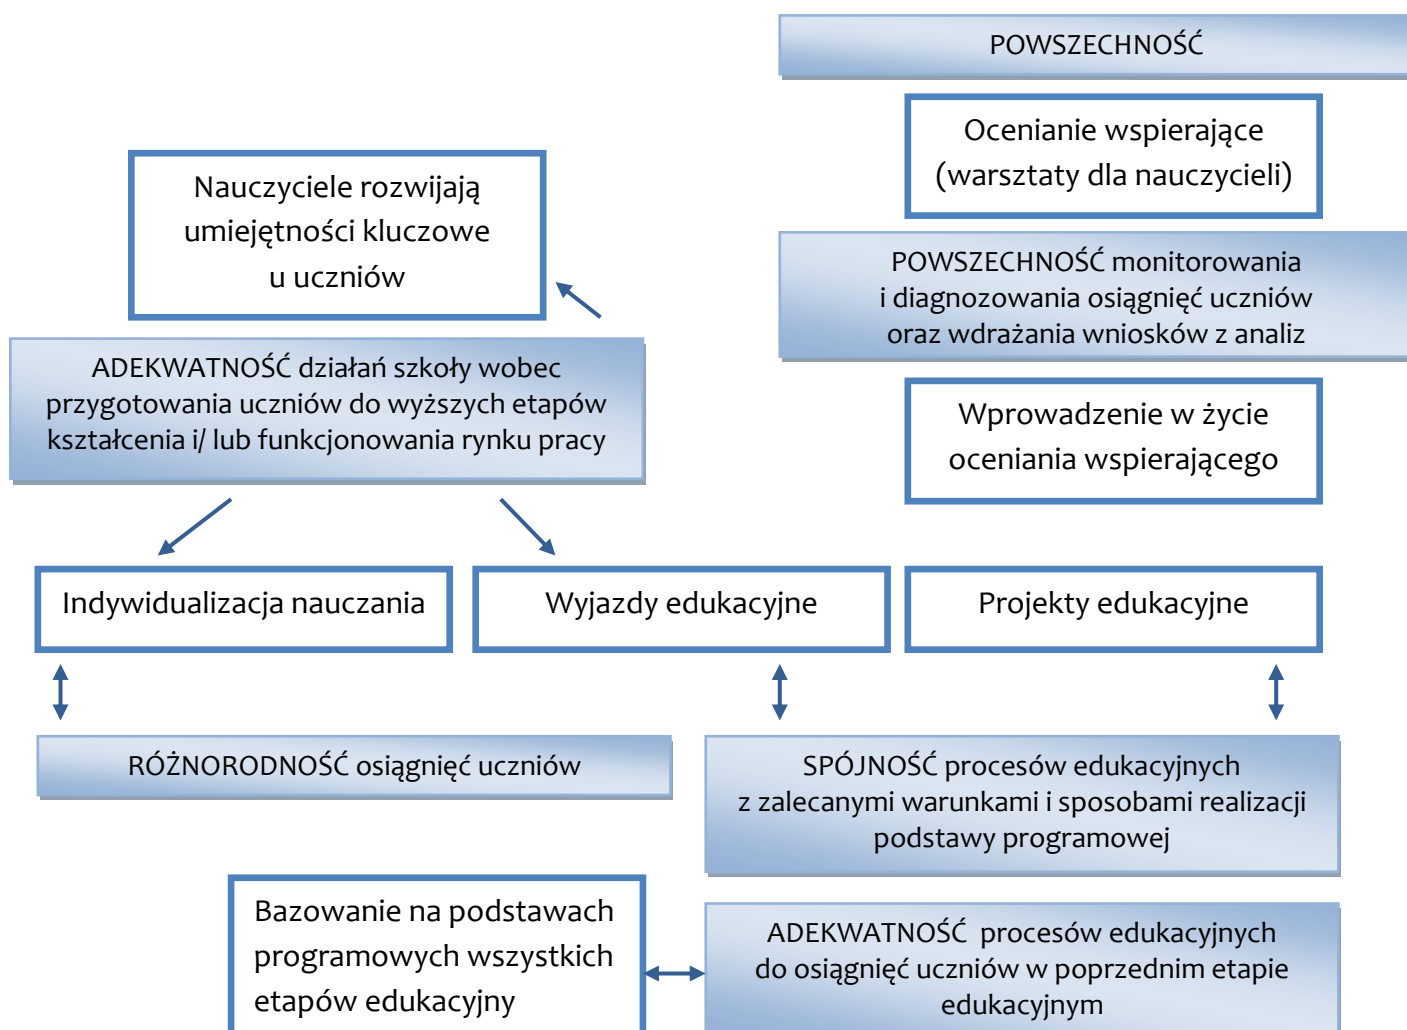 POWSZECHNOŚĆ
Ocenianie wspierające
(warsztaty dla nauczycieli)
Nauczyciele rozwijają
umiejętności kluczowe
u uczniów
POWSZECHNOŚĆ monitorowania
i diagnozowania osiągnięć uczniów
oraz wdrażania wniosków z analiz
ADEKWATNOŚĆ działań szkoły wobec
przygotowania uczniów do wyższych etapów
kształcenia i/ lub funkcjonowania rynku pracy
Wprowadzenie w życie
oceniania wspierającego
Indywidualizacja nauczania
Wyjazdy edukacyjne
Projekty edukacyjne
RÓŻNORODNOŚĆ osiągnięć uczniów
SPÓJNOŚĆ procesów edukacyjnych
z zalecanymi warunkami i sposobami realizacji
podstawy programowej
Bazowanie na podstawach
programowych wszystkich
etapów edukacyjny
ADEKWATNOŚĆ procesów edukacyjnych
do osiągnięć uczniów w poprzednim etapie
edukacyjnym